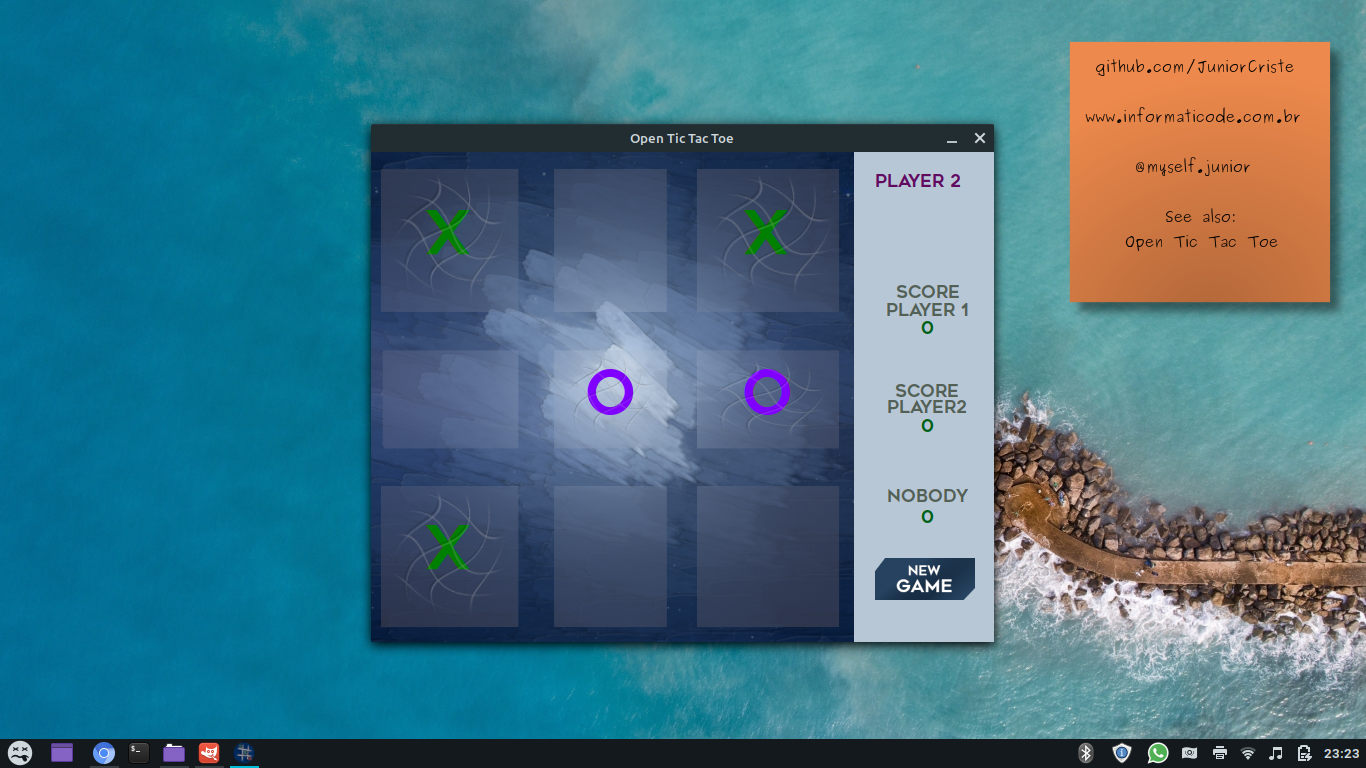 Open Tic Tac Toe
PLAYER 2
SCORE
PLAYER 1
0
SCORE
PLAYER2
0
NOBODY
0
NEW
GAME
github.com/JuniorCriste
www.informaticode.com.br
@myself.junior
See also:
Open Tic Tac Toe
X
X
O
O
X
$_
23:23